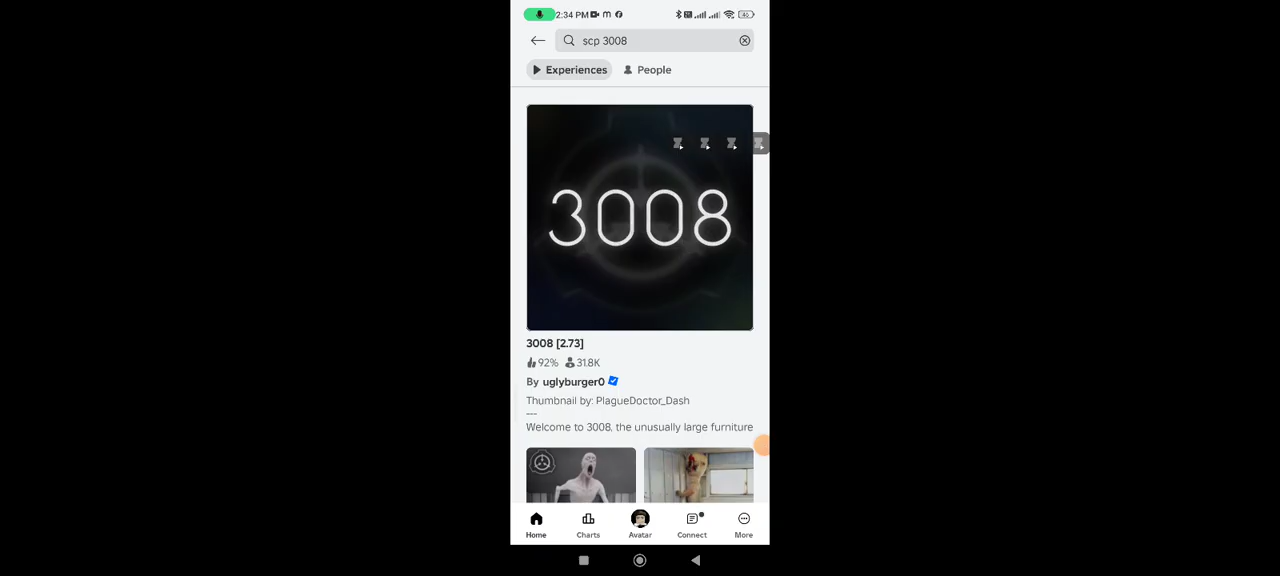 2:34 PM
scp 3008
Experiences People
3008
3008 [2.73]
92% 31.8K
By uglyburger0
Thumbnail by: PlagueDoctor_Dash
---
Welcome to 3008, the unusually large furniture
Home Charts Avatar Connect More